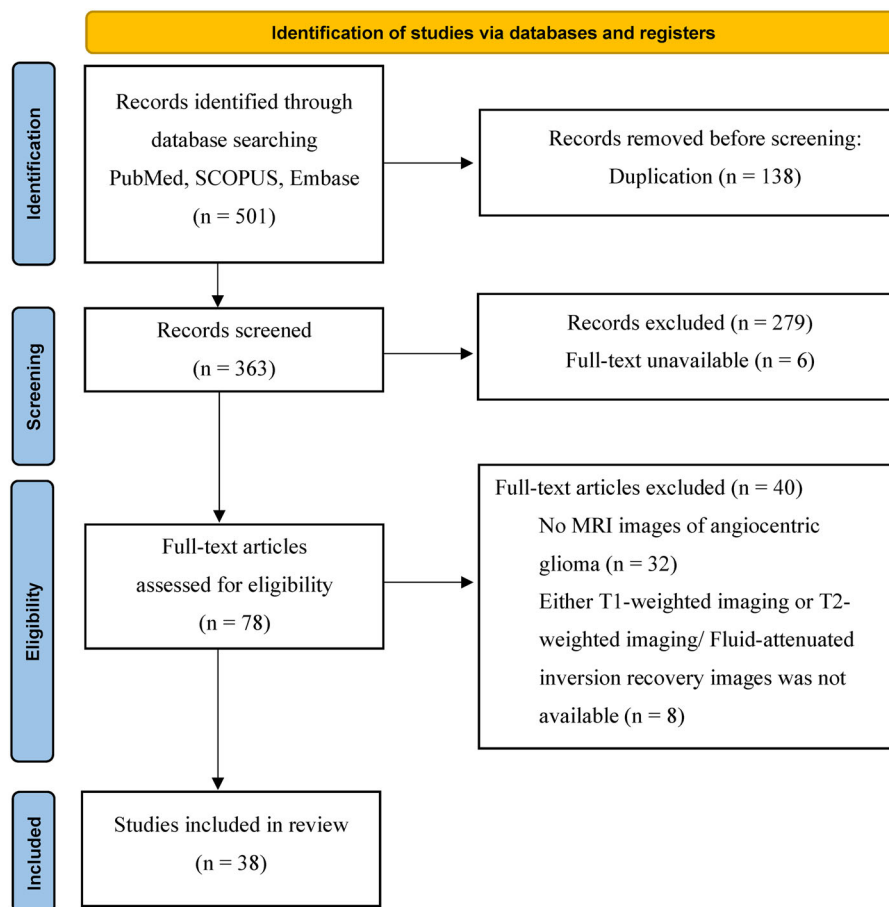 Identification of studies via databases and registers
Identification
Records identified through
database searching
PubMed, SCOPUS, Embase
(n = 501)
Records removed before screening:
Duplication (n = 138)
Screening
Records screened
(n = 363)
Records excluded (n = 279)
Full-text unavailable (n = 6)
Eligibility
Full-text articles
assessed for eligibility
(n = 78)
Full-text articles excluded (n = 40)
No MRI images of angiocentric
glioma (n = 32)
Either T1-weighted imaging or T2-
weighted imaging/ Fluid-attenuated
inversion recovery images was not
available (n = 8)
Included
Studies included in review
(n = 38)